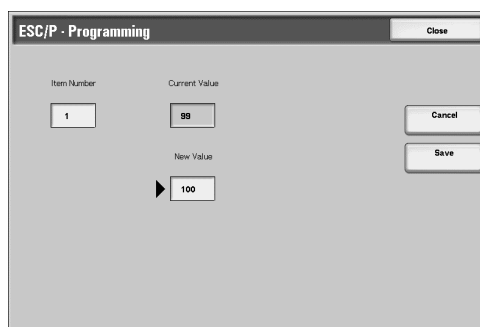 ESC/P - Programming
Close
Item Number
Current Value
1
99
Cancel
New Value
Save
100